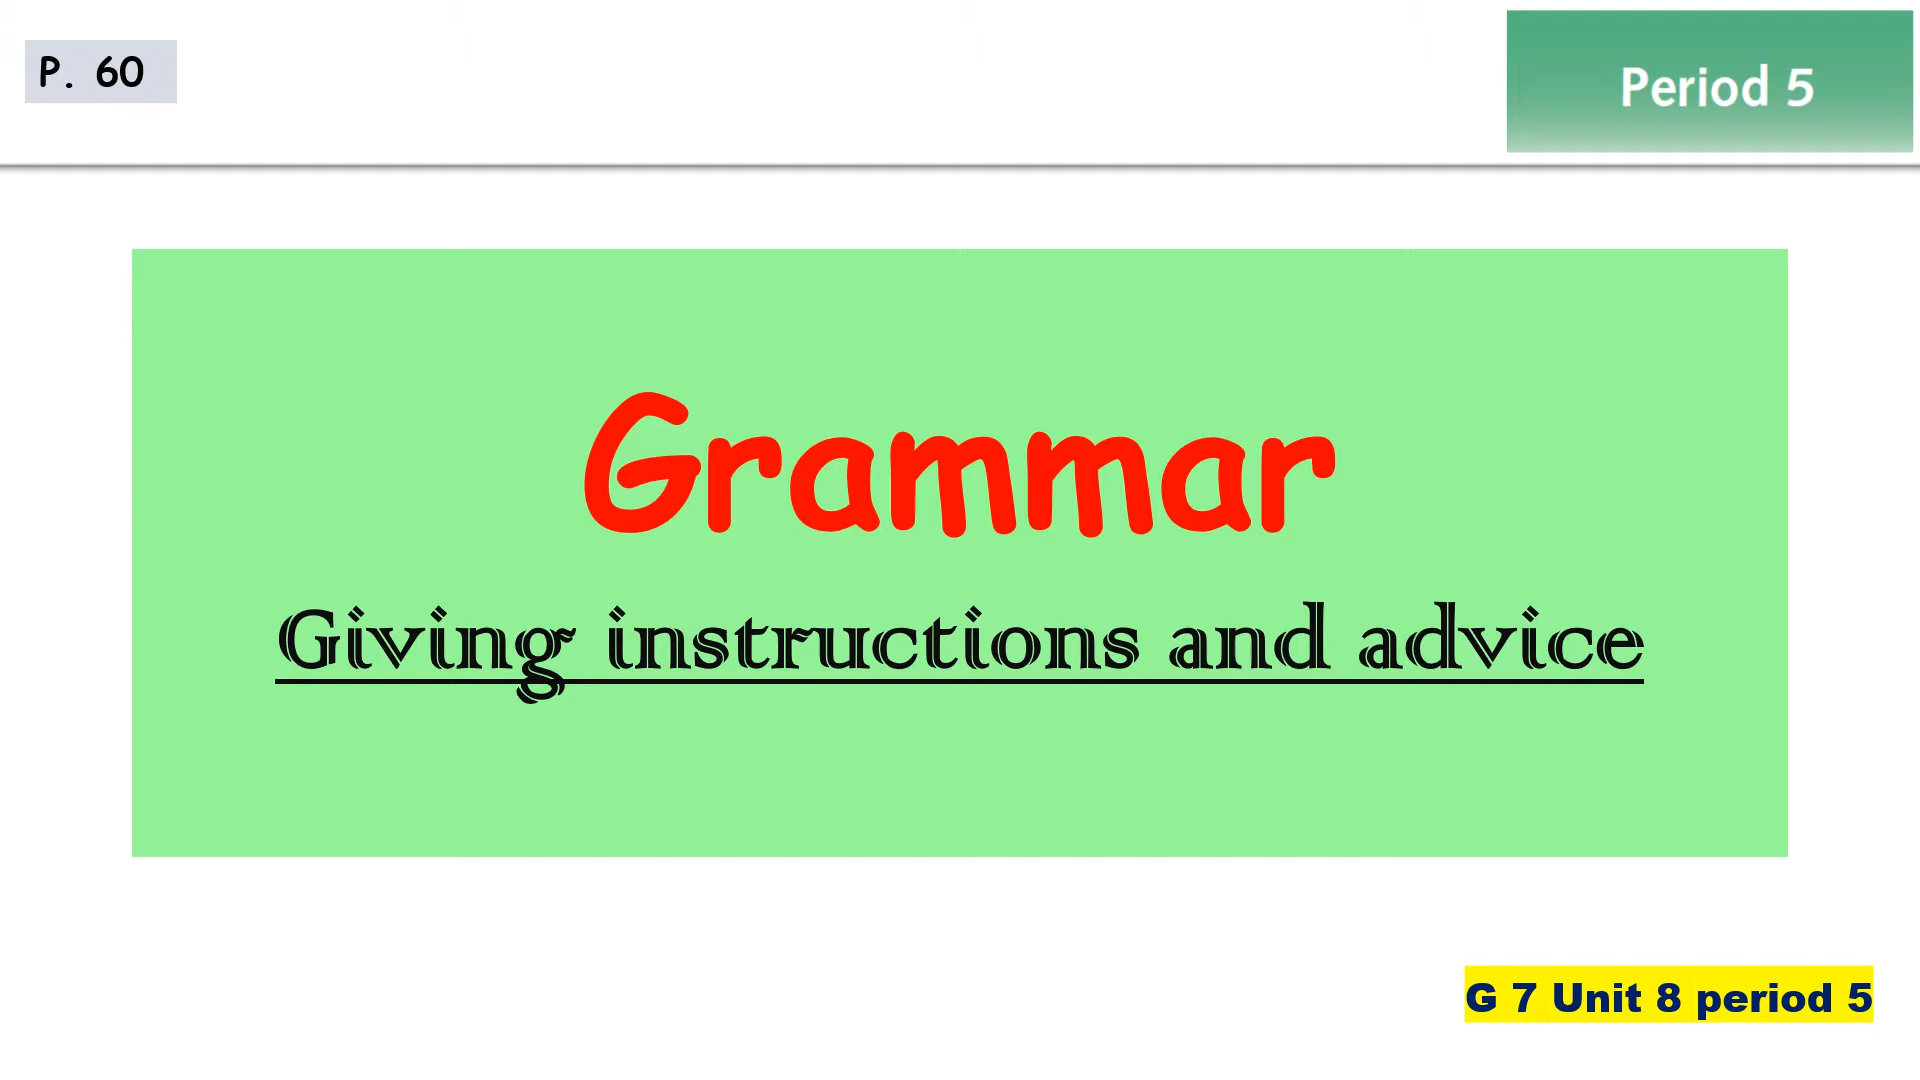 P. 60
Period 5
Grammar
Giving instructions and advice
G 7 Unit 8 period 5